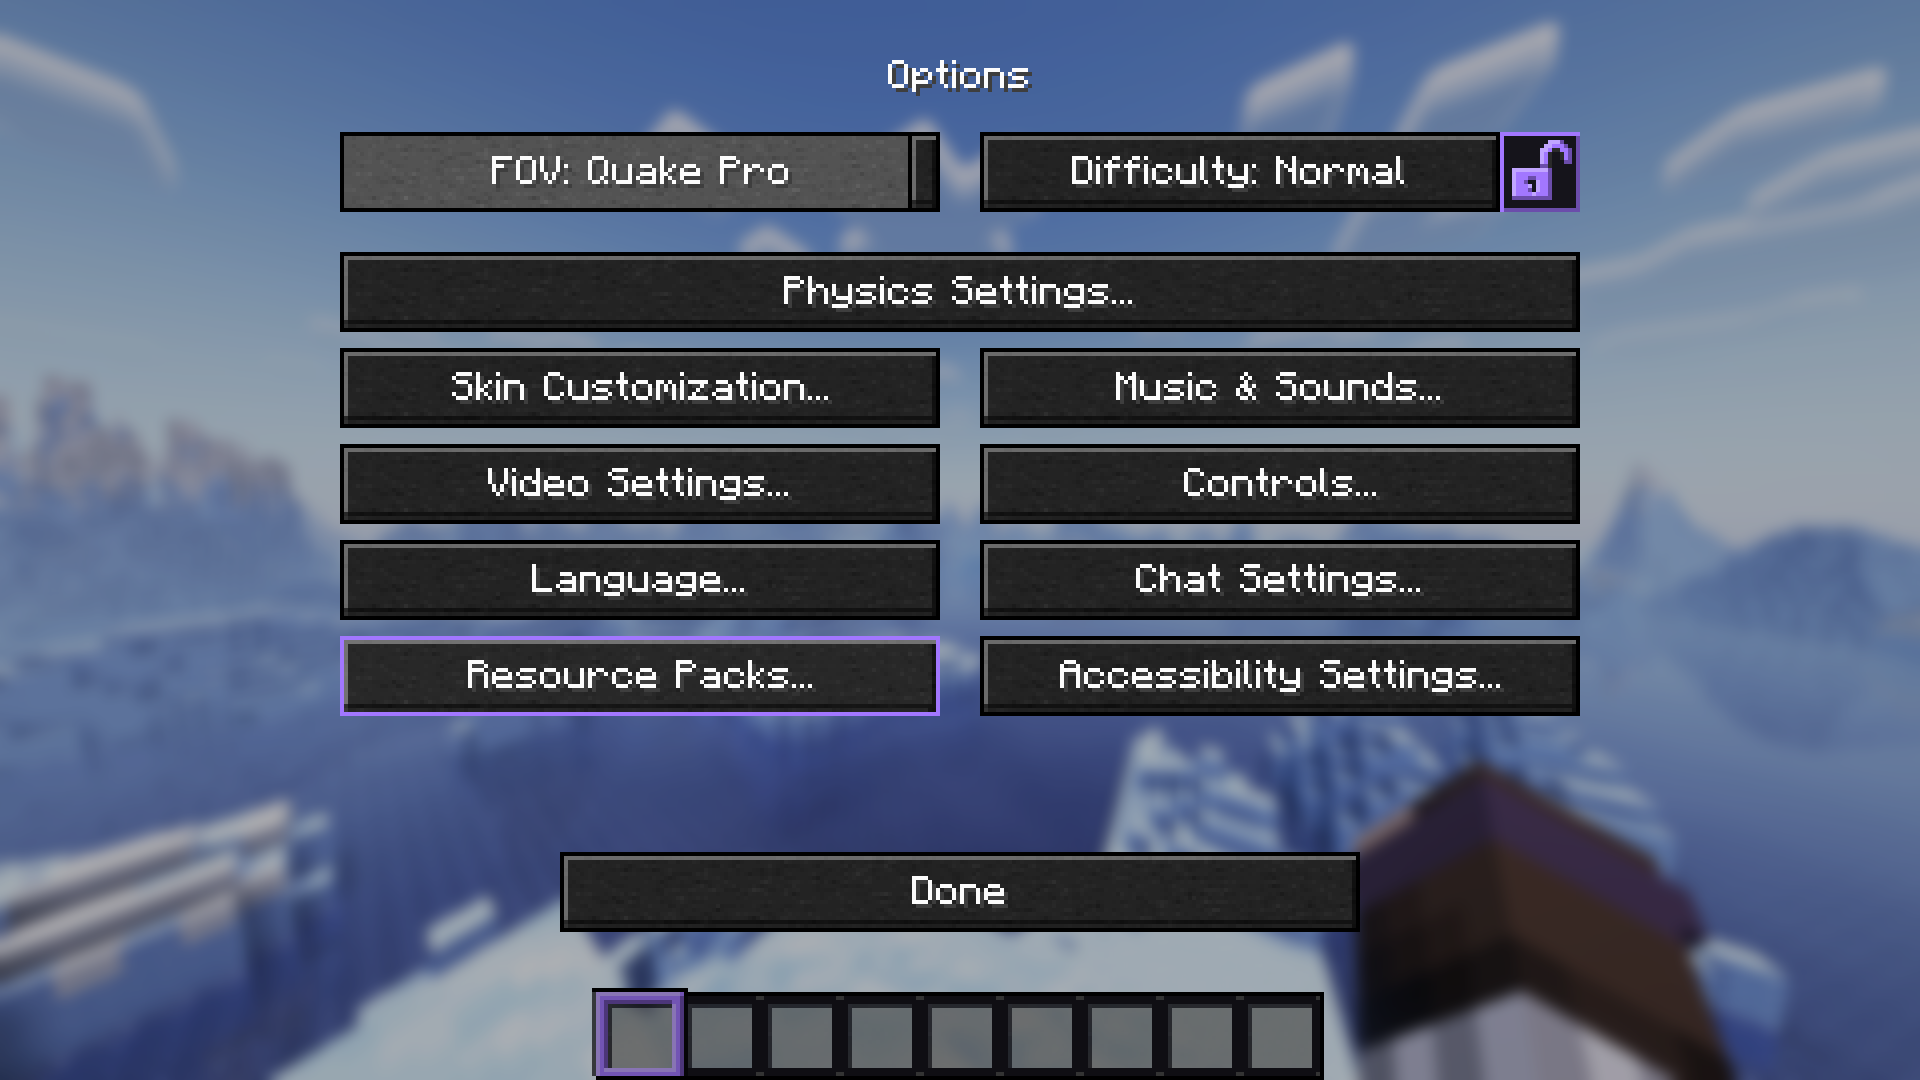 Options
FOV: Quake Pro
Difficulty: Normal
Physics Settings...
Skin Customization...
Music & Sounds...
Video Settings...
Controls...
Language...
Chat Settings...
Resource Packs...
Accessibility Settings...
Done